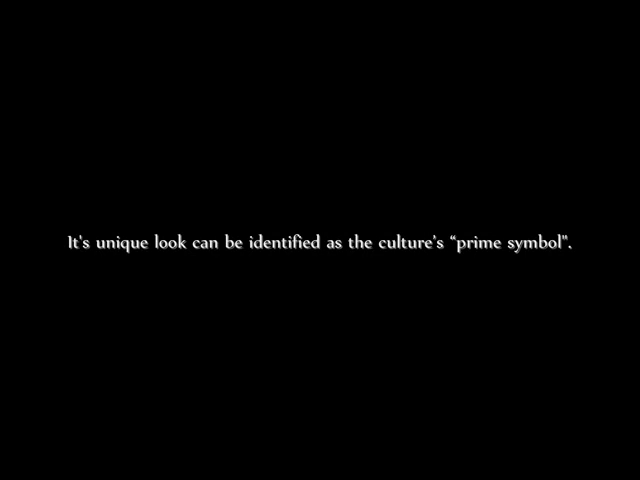 It's unique look can be identified as the culture’s “prime symbol".